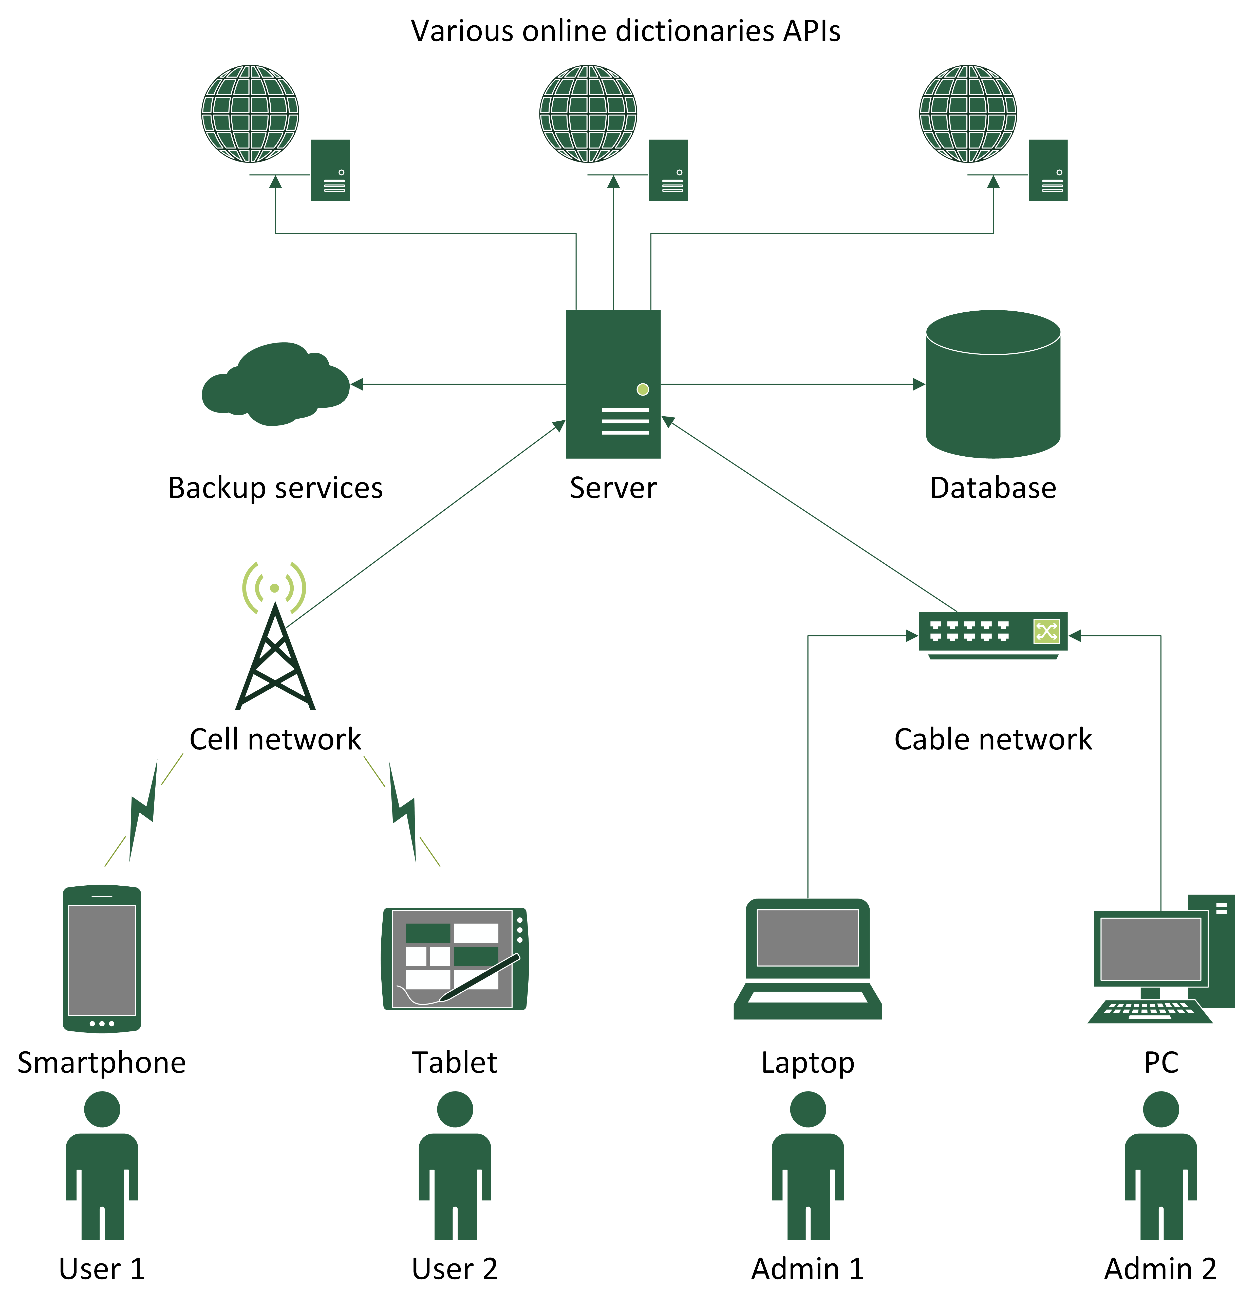 Various online dictionaries APIs
Backup services
Server
Database
Cell network
Cable network
Smartphone
Tablet
Laptop
PC
User 1
User 2
Admin 1
Admin 2